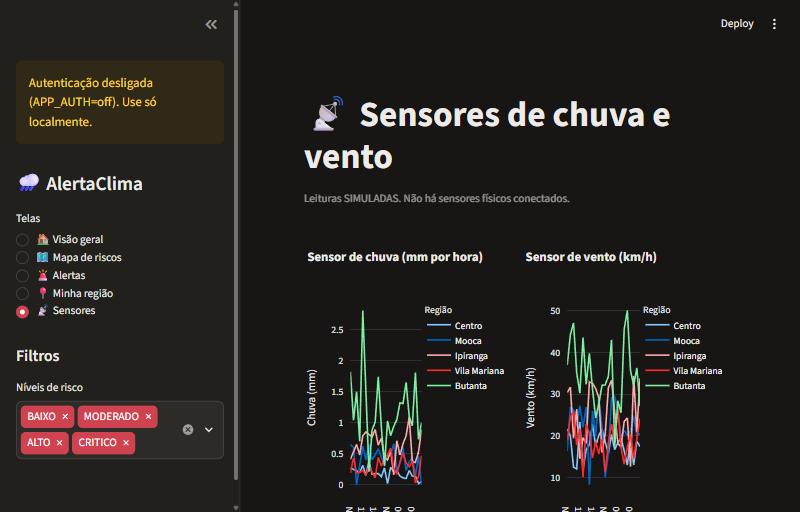 Deploy
Autenticação desligada
(APP_AUTH=off). Use só
localmente.
AlertaClima
Telas
Visão geral
Mapa de riscos
Alertas
Minha região
Sensores
Filtros
Níveis de risco
BAIXO × MODERADO ×
ALTO × CRITICO ×
Sensores de chuva e
vento
Leituras SIMULADAS. Não há sensores físicos conectados.
Sensor de chuva (mm por hora)
Região
Centro
Mooca
Ipiranga
Vila Mariana
Butanta
Chuva (mm)
2.5
2
1.5
1
0.5
0
Sensor de vento (km/h)
Região
Centro
Mooca
Ipiranga
Vila Mariana
Butanta
Vento (km/h)
50
40
30
20
10